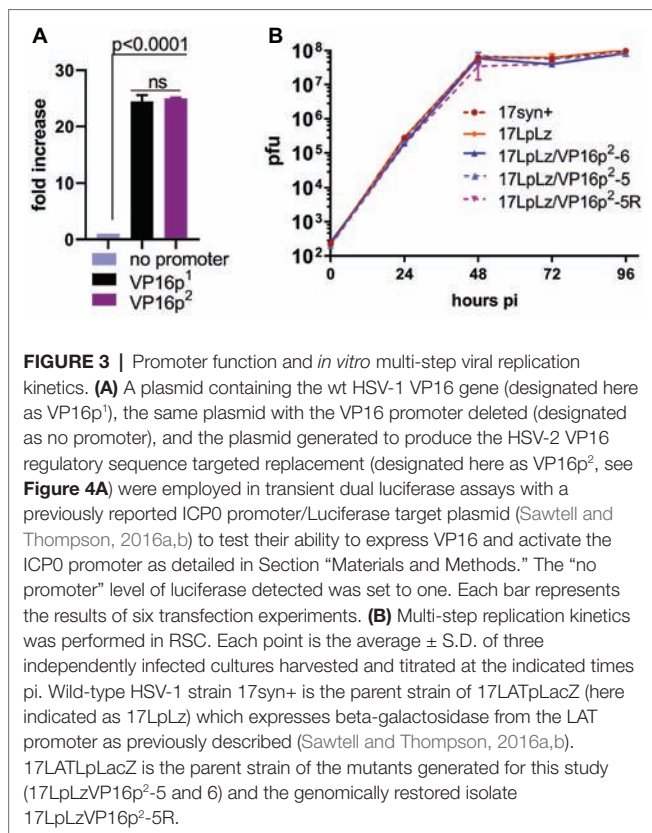 A
p<0.0001
ns
30
20
10
0
fold increase
no promoter
VP16p¹
VP16p²
B
10⁸
10⁷
10⁶
10⁵
10⁴
10³
10²
pfu
17syn+
17LpLz
17LpLz/VP16p²-6
17LpLz/VP16p²-5
17LpLz/VP16p²-5R
0 24 48 72 96
hours pi
FIGURE 3 | Promoter function and in vitro multi-step viral replication
kinetics. (A) A plasmid containing the wt HSV-1 VP16 gene (designated here
as VP16p¹), the same plasmid with the VP16 promoter deleted (designated
as no promoter), and the plasmid generated to produce the HSV-2 VP16
regulatory sequence targeted replacement (designated here as VP16p², see
Figure 4A) were employed in transient dual luciferase assays with a
previously reported ICP0 promoter/Luciferase target plasmid (Sawtell and
Thompson, 2016a,b) to test their ability to express VP16 and activate the
ICP0 promoter as detailed in Section “Materials and Methods.” The “no
promoter” level of luciferase detected was set to one. Each bar represents
the results of six transfection experiments. (B) Multi-step replication kinetics
was performed in RSC. Each point is the average ± S.D. of three
independently infected cultures harvested and titrated at the indicated times
pi. Wild-type HSV-1 strain 17syn+ is the parent strain of 17LATpLacZ (here
indicated as 17LpLz) which expresses beta-galactosidase from the LAT
promoter as previously described (Sawtell and Thompson, 2016a,b).
17LATLpLacZ is the parent strain of the mutants generated for this study
(17LpLzVP16p²-5 and 6) and the genomically restored isolate
17LpLzVP16p²-5R.